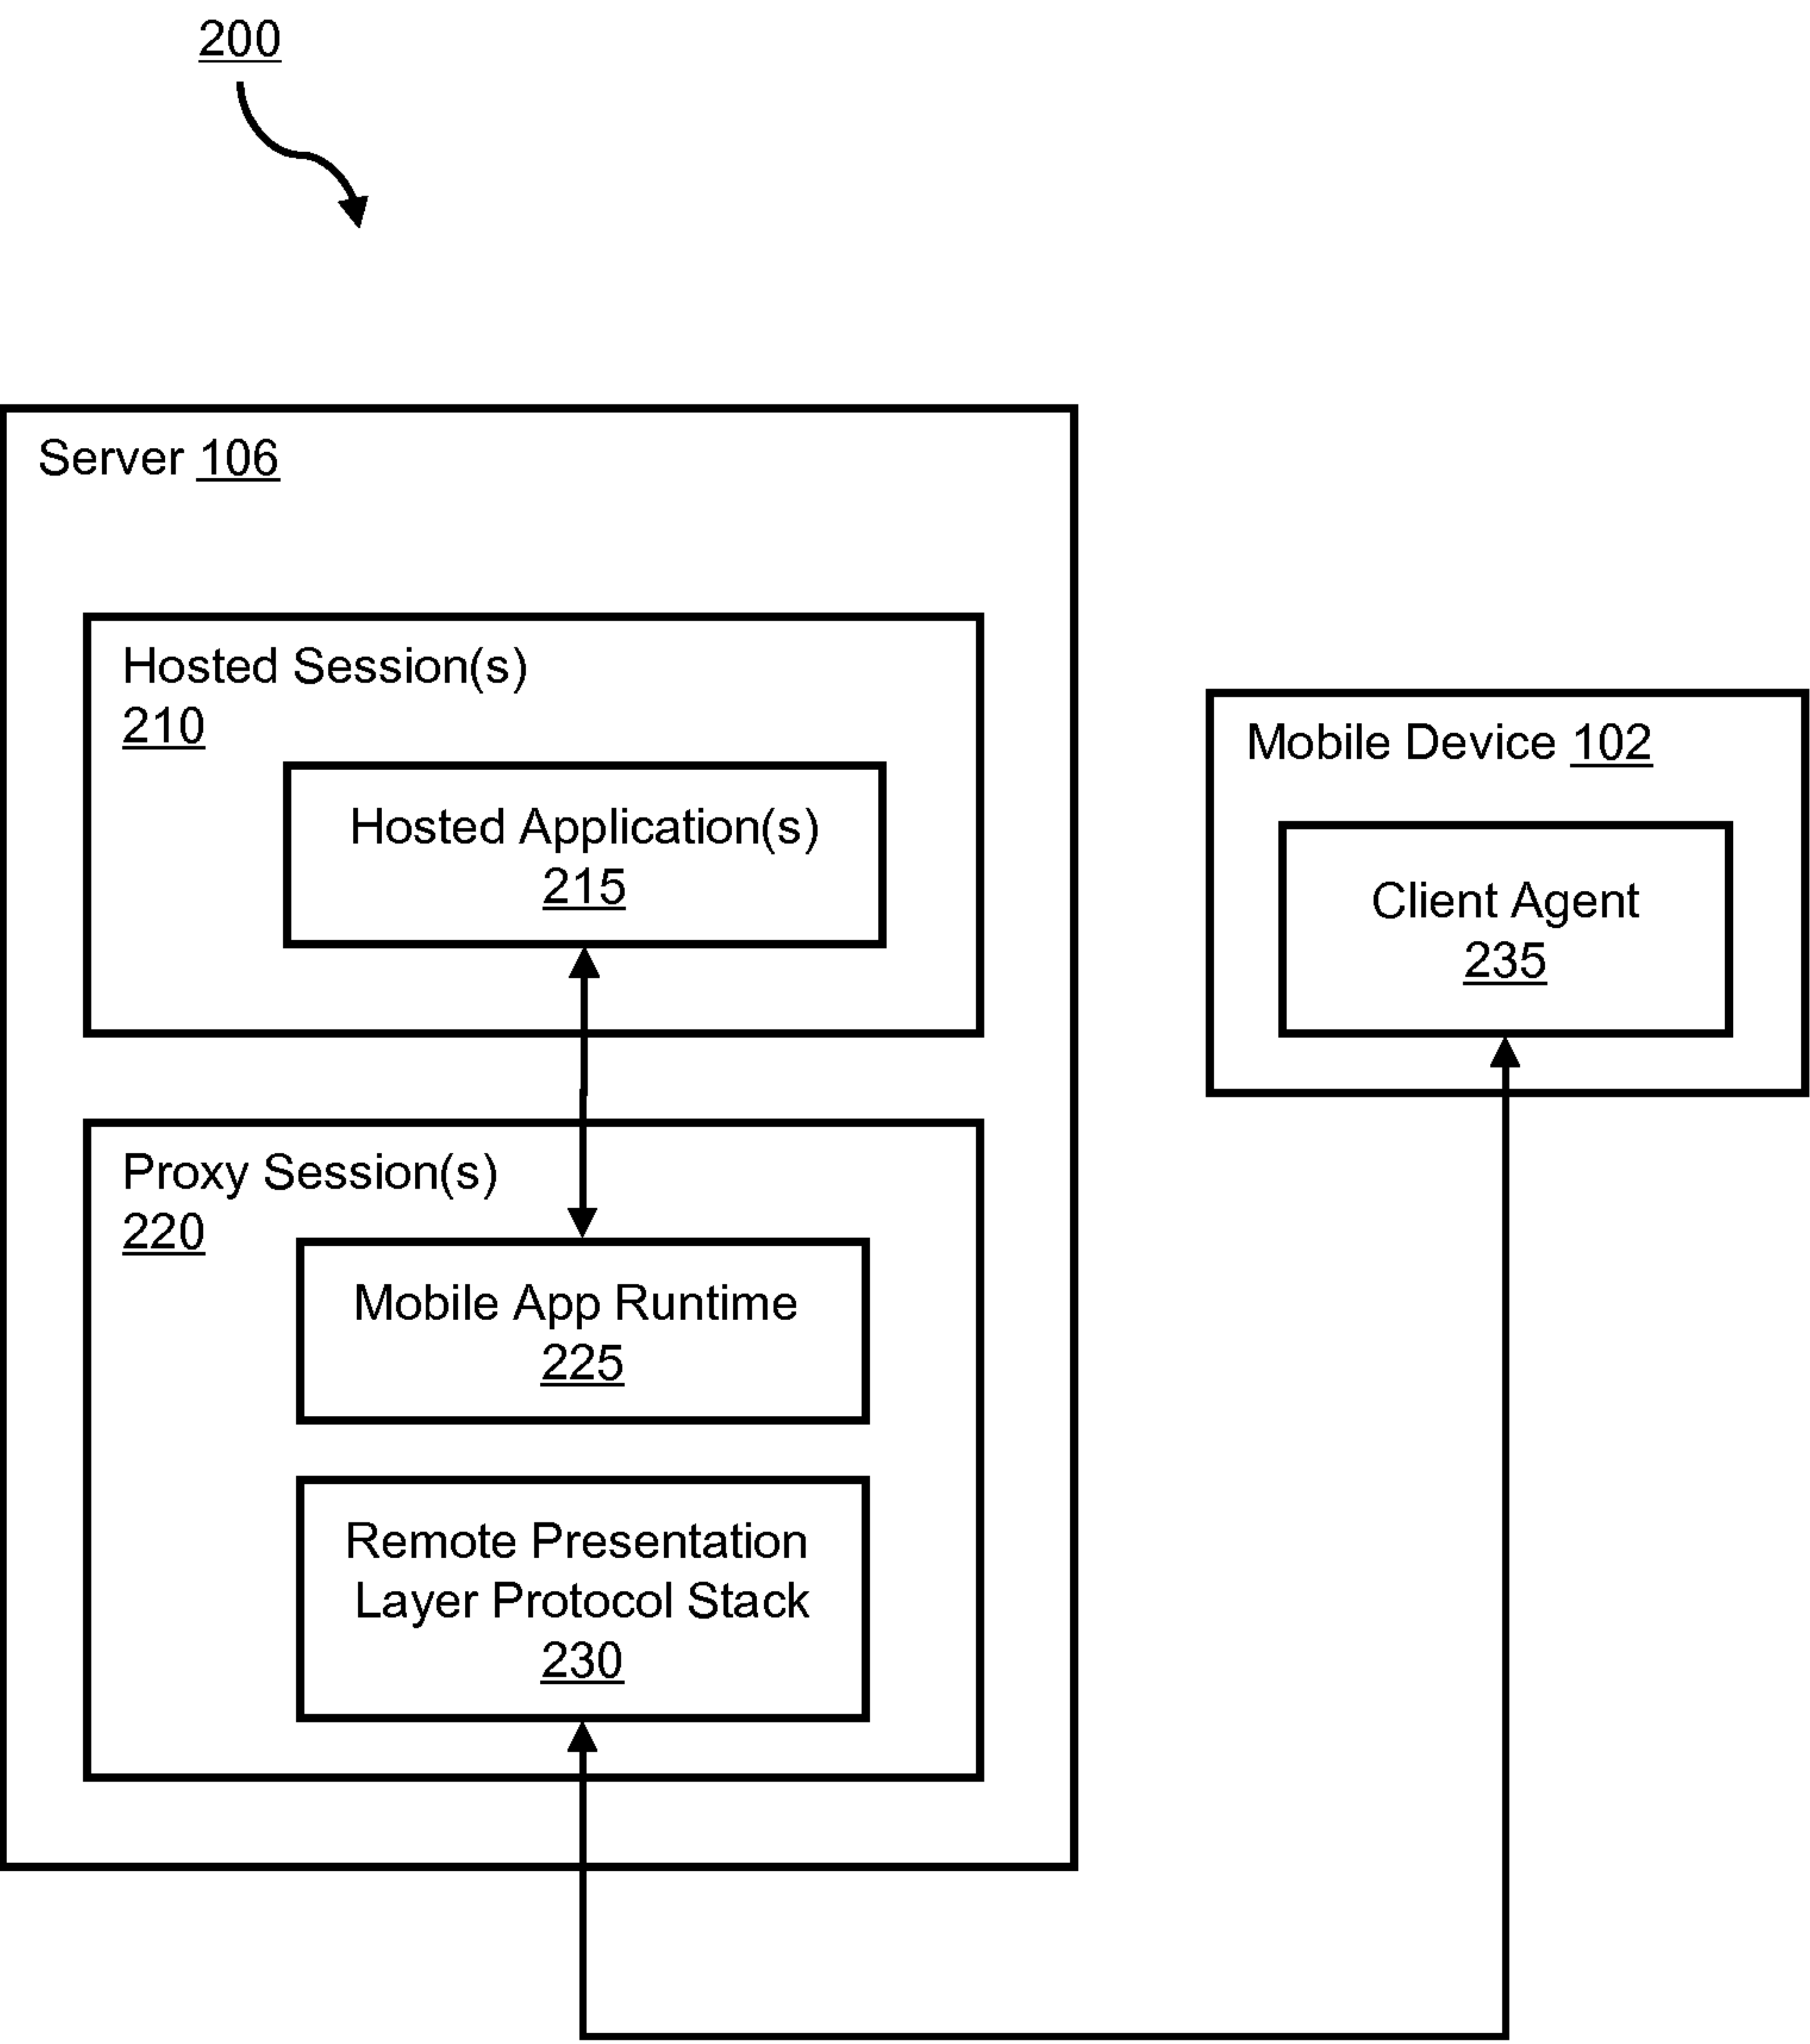 200
Server 106
Hosted Session(s)
210
Hosted Application(s)
215
Mobile Device 102
Client Agent
235
Proxy Session(s)
220
Mobile App Runtime
225
Remote Presentation
Layer Protocol Stack
230